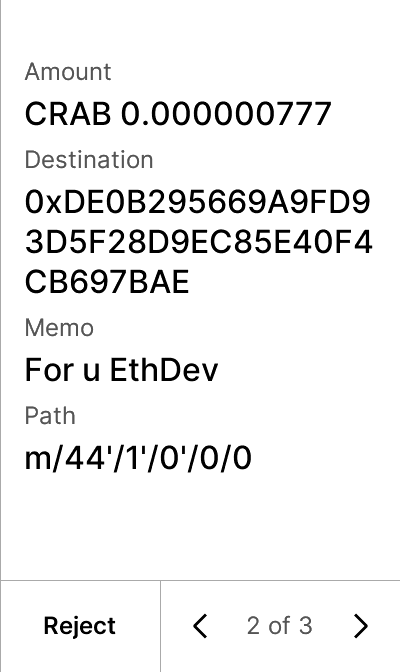 Amount
CRAB 0.000000777
Destination
0xDE0B295669A9FD9
3D5F28D9EC85E40F4
CB697BAE
Memo
For u EthDev
Path
m/44'/1'/0'/0/0
Reject
2 of 3